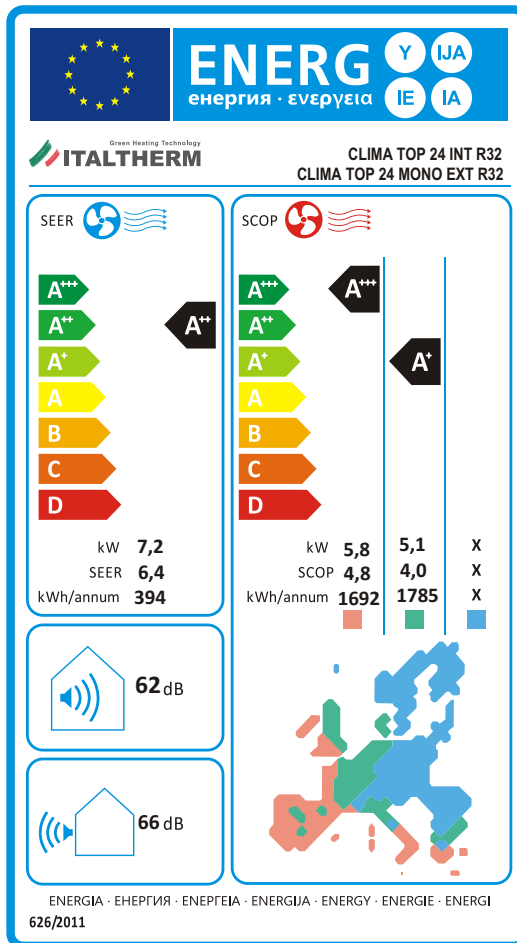 ENERG
енергия · ενεργεια
Y IJA
IE IA
Green Heating Technology
ITALTHERM
CLIMA TOP 24 INT R32
CLIMA TOP 24 MONO EXT R32
SEER
A+++
A++
A+
A
B
C
D
A++
kW 7,2
SEER 6,4
kWh/annum 394
SCOP
A+++
A++
A+
A
B
C
D
A+++
A+
kW 5,8 5,1 X
SCOP 4,8 4,0 X
kWh/annum 1692 1785 X
62 dB
66 dB
ENERGIA · ЕНЕРГИЯ · ΕΝΕΡΓΕΙΑ · ENERGIJA · ENERGY · ENERGIE · ENERGI
626/2011